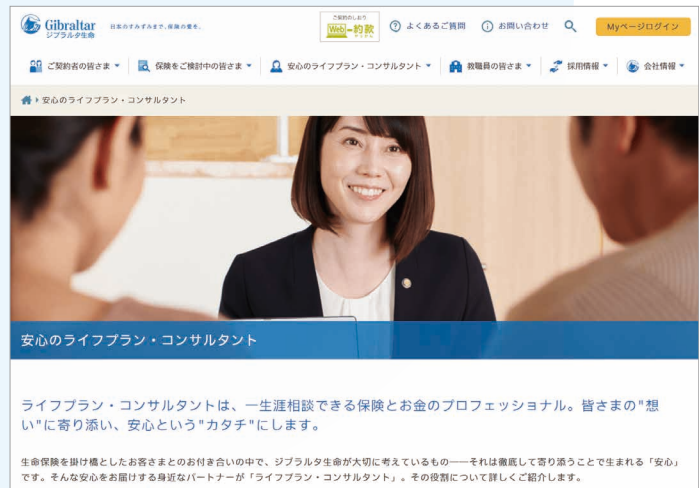 Gibraltar
ジブラルタ生命
日本のすみずみまで、保険の愛を。
ご契約のしおり
Web-約款
よくあるご質問
お問い合わせ
Myページログイン
ご契約者の皆さま
保険をご検討中の皆さま
安心のライフプラン・コンサルタント
教職員の皆さま
採用情報
会社情報
安心のライフプラン・コンサルタント
安心のライフプラン・コンサルタント
ライフプラン・コンサルタントは、一生涯相談できる保険とお金のプロフェッショナル。皆さまの"想
い"に寄り添い、安心という"カタチ"にします。
生命保険を掛け橋としたお客さまとのお付き合いの中で、ジブラルタ生命が大切に考えているもの――それは徹底して寄り添うことで生まれる「安心」
です。そんな安心をお届けする身近なパートナーが「ライフプラン・コンサルタント」。その役割について詳しくご紹介します。